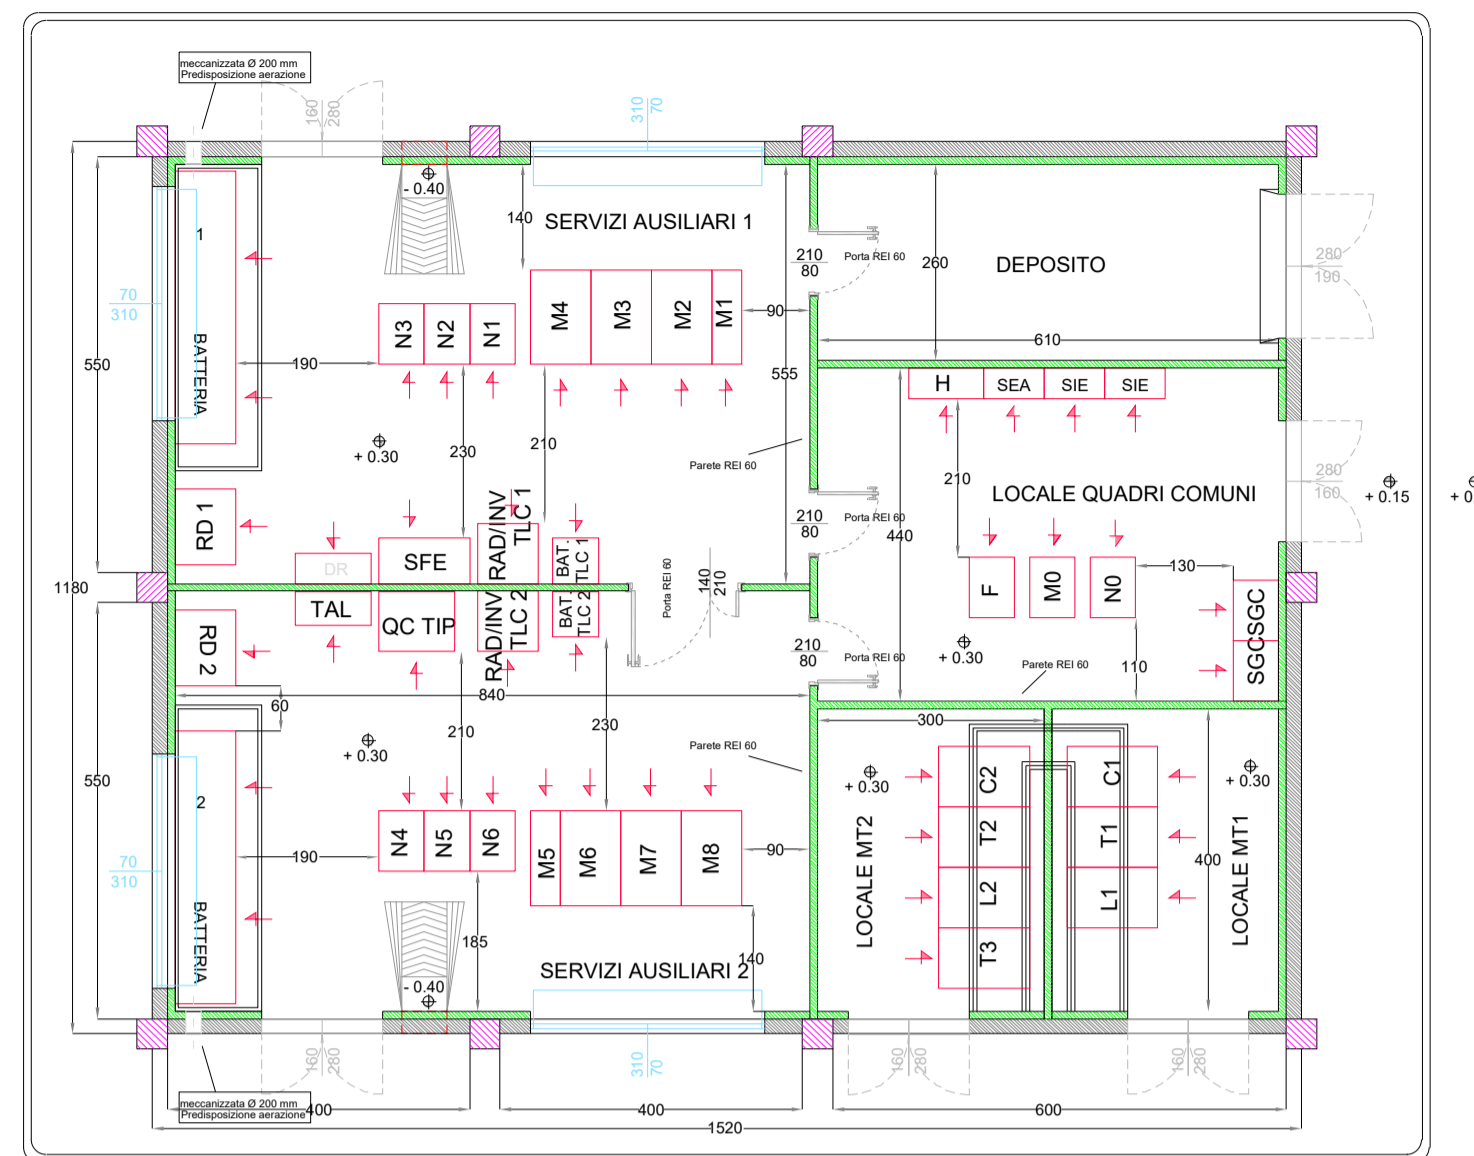 meccanizzata Ø 200 mm
Predisposizione aerazione
160
280
310
70
- 0.40
140
SERVIZI AUSILIARI 1
1
BATTERIA
70
310
550
190
N3
N2
N1
M4
M3
M2
M1
90
210
80
Porta REI 60
260
DEPOSITO
610
280
190
555
H
SEA
SIE
SIE
+ 0.30
230
210
Parete REI 60
210
LOCALE QUADRI COMUNI
280
160
+ 0.15
RD 1
RAD/INV
TLC 1
210
80
Porta REI 60
440
DR
SFE
BAT.
TLC 1
Porta REI 60
140
210
F
M0
N0
130
1180
TAL
QC TIP
RAD/INV
TLC 2
BAT.
TLC 2
SGC
SGC
RD 2
210
80
Porta REI 60
+ 0.30
Parete REI 60
110
840
60
210
230
300
+ 0.30
Parete REI 60
550
+ 0.30
C2
C1
+ 0.30
2
BATTERIA
70
310
190
N4
N5
N6
M5
M6
M7
M8
90
LOCALE MT2
T2
T1
400
LOCALE MT1
L2
L1
185
T3
140
SERVIZI AUSILIARI 2
- 0.40
160
280
310
70
160
280
160
280
meccanizzata Ø 200 mm
Predisposizione aerazione
400
400
600
1520